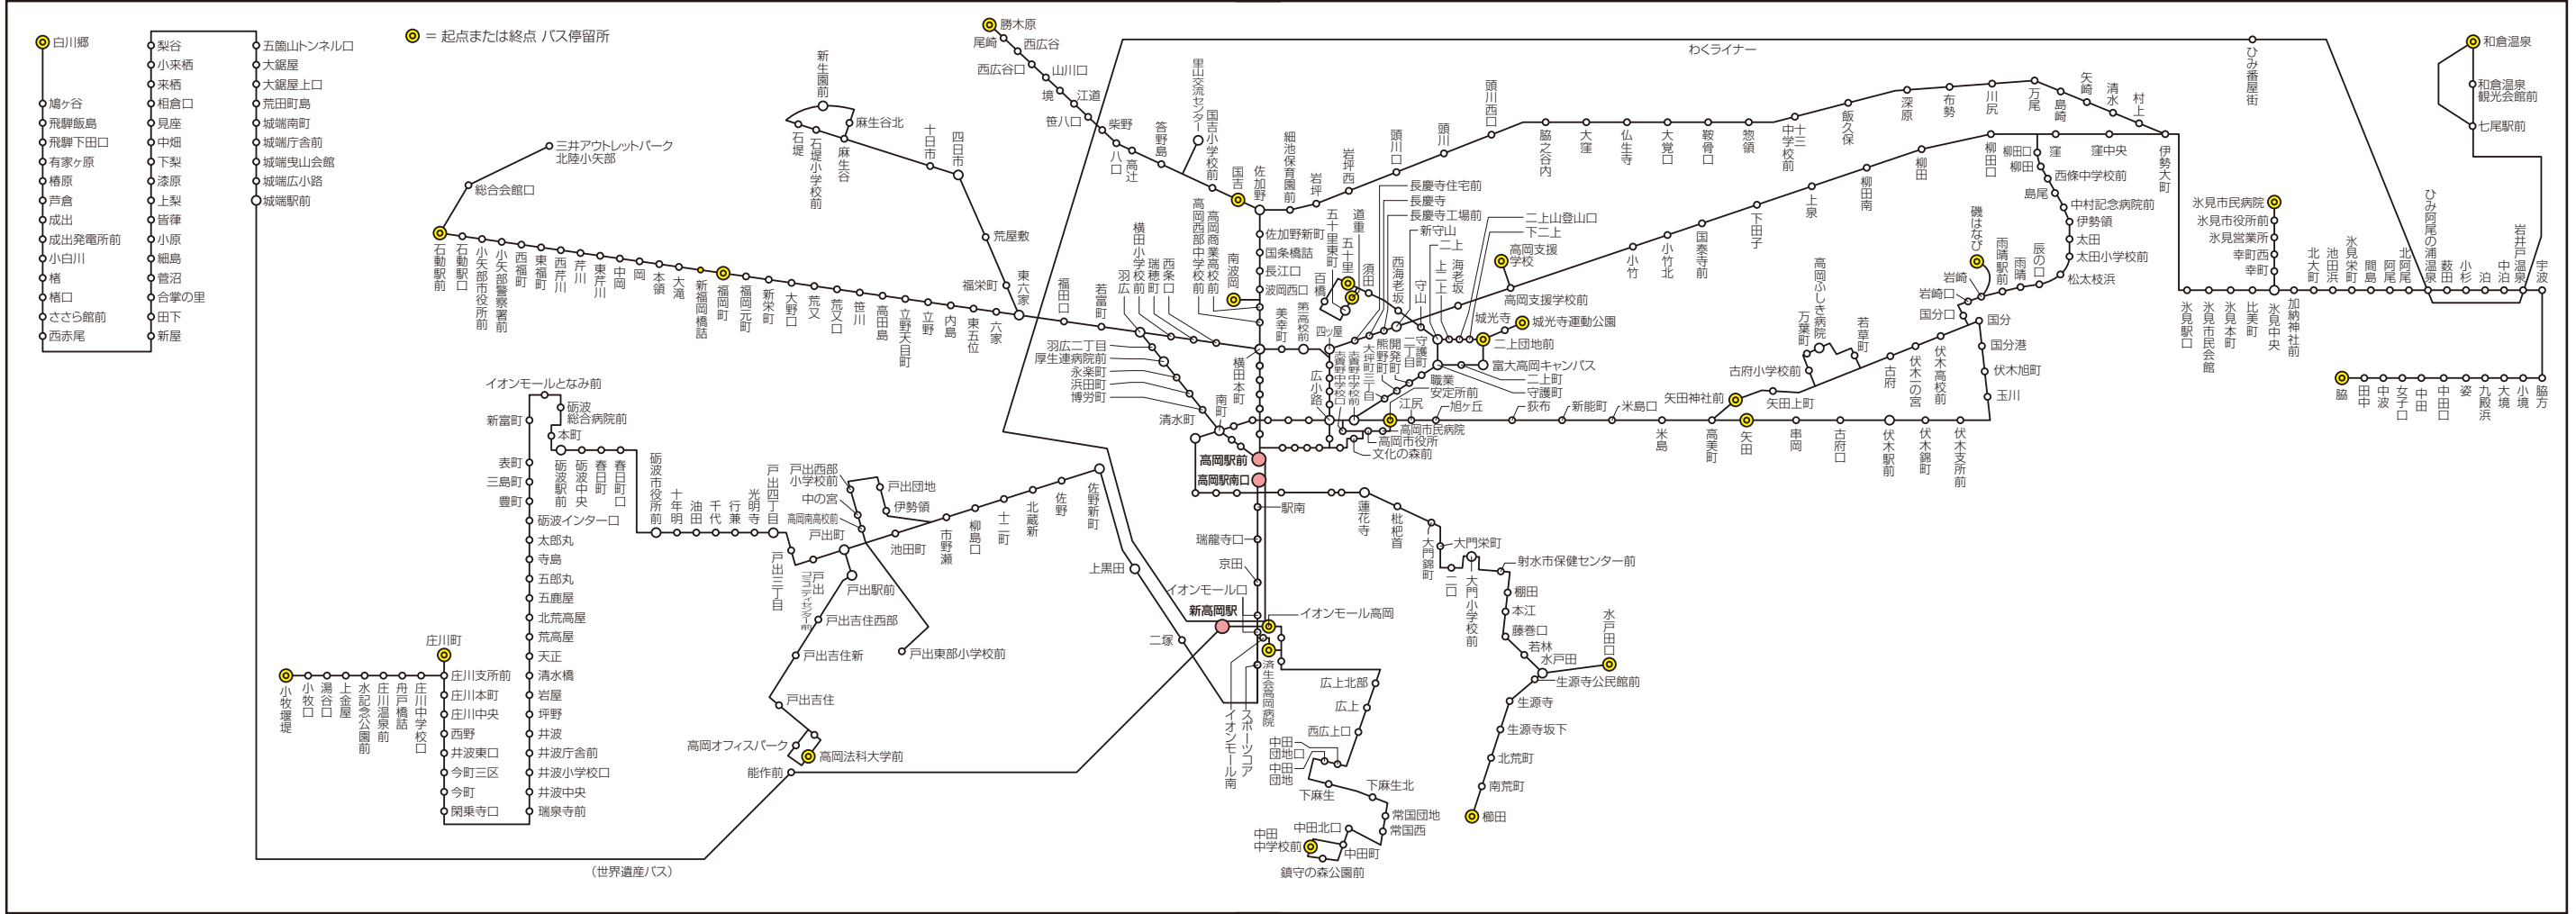 = 起点または終点 バス停留所
白川郷
鳩ヶ谷
飛騨飯島
飛騨下田口
有家ヶ原
椿原
芦倉
成出
成出発電所前
小白川
楮
楮口
ささら館前
西赤尾
梨谷
小来栖
来栖
相倉口
見座
中畑
下梨
漆原
上梨
皆葎
小原
細島
菅沼
合掌の里
田下
新屋
五箇山トンネル口
大鋸屋
大鋸屋上口
荒田町島
城端南町
城端庁舎前
城端曳山会館
城端広小路
城端駅前
(世界遺産バス)
三井アウトレットパーク
北陸小矢部
総合会館口
石動駅前
石動駅口
小矢部市役所前
小矢部警察署前
西福町
東福町
西芹川
芹川
東芹川
中岡
岡
本領
大滝
新福岡橋詰
福岡町
福岡元町
新栄町
大野口
荒又
荒又口
笹川
高田島
立野天目町
立野
内島
東五位
六家
東六家
福栄町
荒屋敷
四日市
十日市
麻生谷
麻生谷北
新生園前
石堤
石堤小学校前
福田口
若富町
羽広
横田小学校前
瑞穂町
西条口
高岡西部中学校前
高岡商業高校前
羽広二丁目
厚生連病院前
永楽町
浜田町
博労町
清水町
南町
横田本町
勝木原
尾崎
西広谷
西広谷口
山川口
境
江道
笹八口
柴野
八口
高辻
答野島
里山交流センター
国吉小学校前
国吉
佐加野
佐加野新町
国条橋詰
長江口
波岡西口
南波岡
美幸町
第一高校前
四ッ屋
広小路
細池保育園前
岩坪
岩坪西
頭川口
頭川
頭川西口
脇之谷内
大窪
仏生寺
大覚口
鞍骨口
惣領
十三中学校前
飯久保
深原
布勢
川尻
万尾
島崎
矢崎
清水
村上
伊勢大町
わくライナー
ひみ番屋街
五十里東町
五十里
道重
百橋
須田
長慶寺住宅前
長慶寺
長慶寺工場前
新守山
西海老坂
守山
二上
上二上
海老坂
二上山登山口
下二上
高岡支援
学校
高岡支援学校前
城光寺
城光寺運動公園
二上団地前
富大高岡キャンパス
二上町
守護町
職業
安定所前
志貴野中学校口
志貴野中学校前
大坪町三丁目
熊野町
開発町
守護町二丁目
江尻
旭ヶ丘
荻布
新能町
米島口
米島
高美町
矢田
矢田神社前
矢田上町
串岡
古府口
伏木駅前
伏木錦町
伏木支所前
玉川
伏木旭町
国分港
国分
伏木高校前
伏木一の宮
古府
若草町
高岡ふしき病院
万葉町
古府小学校前
国分口
岩崎口
岩崎
磯はなび
雨晴駅前
雨晴
辰の口
松太枝浜
太田小学校前
太田
伊勢領
中村記念病院前
島尾
西條中学校前
柳田
柳田口
窪
窪中央
柳田口
柳田
柳田南
上泉
下田子
国泰寺前
小竹北
小竹
高岡市民病院
高岡市役所
文化の森前
高岡駅前
高岡駅南口
駅南
瑞龍寺口
京田
イオンモール口
新高岡駅
イオンモール高岡
済生会高岡病院
スポーツコア
イオンモール南
蓮花寺
枇杷首
大門錦町
大門栄町
二口
大門小学校前
射水市保健センター前
棚田
本江
藤巻口
若林
水戸田
水戸田口
生源寺公民館前
生源寺
生源寺坂下
北荒町
南荒町
櫛田
広上北部
広上
西広上口
中田
団地口
中田
団地
下麻生
下麻生北
常国団地
常国西
中田北口
中田町
中田
中学校前
鎮守の森公園前
氷見市民病院
氷見市役所前
氷見営業所
幸町西
幸町
氷見駅口
氷見市民会館
氷見本町
比美町
氷見中央
加納神社前
北大町
池田浜
氷見栄町
間島
阿尾
北阿尾
ひみ阿尾の浦温泉
薮田
小杉
泊
中泊
岩井戸温泉
宇波
脇方
小境
大境
九殿浜
姿
中田口
中田
女子口
中波
田中
脇
和倉温泉
和倉温泉
観光会館前
七尾駅前
イオンモールとなみ前
新富町
表町
三島町
豊町
砺波インター口
太郎丸
寺島
五郎丸
五鹿屋
北荒高屋
荒高屋
天正
清水橋
岩屋
坪野
井波
井波庁舎前
井波小学校口
井波中央
瑞泉寺前
砺波
総合病院前
本町
砺波駅前
砺波中央
春日町
春日町口
砺波市役所前
十年明
油田
千代
行兼
光明寺
戸出四丁目
戸出三丁目
戸出コミュニティセンター前
戸出町
戸出駅前
戸出西部
小学校前
中の宮
高岡南高校前
戸出団地
伊勢領
池田町
市野瀬
柳島口
十二町
北蔵新
佐野
佐野新町
上黒田
二塚
戸出東部小学校前
戸出吉住西部
戸出吉住新
戸出吉住
高岡オフィスパーク
高岡法科大学前
能作前
庄川町
庄川支所前
庄川本町
庄川中央
西野
井波東口
今町三区
今町
閑乗寺口
小牧堰堤
小牧口
湯谷口
上金屋
水記念公園前
庄川温泉前
舟戸橋詰
庄川中学校口